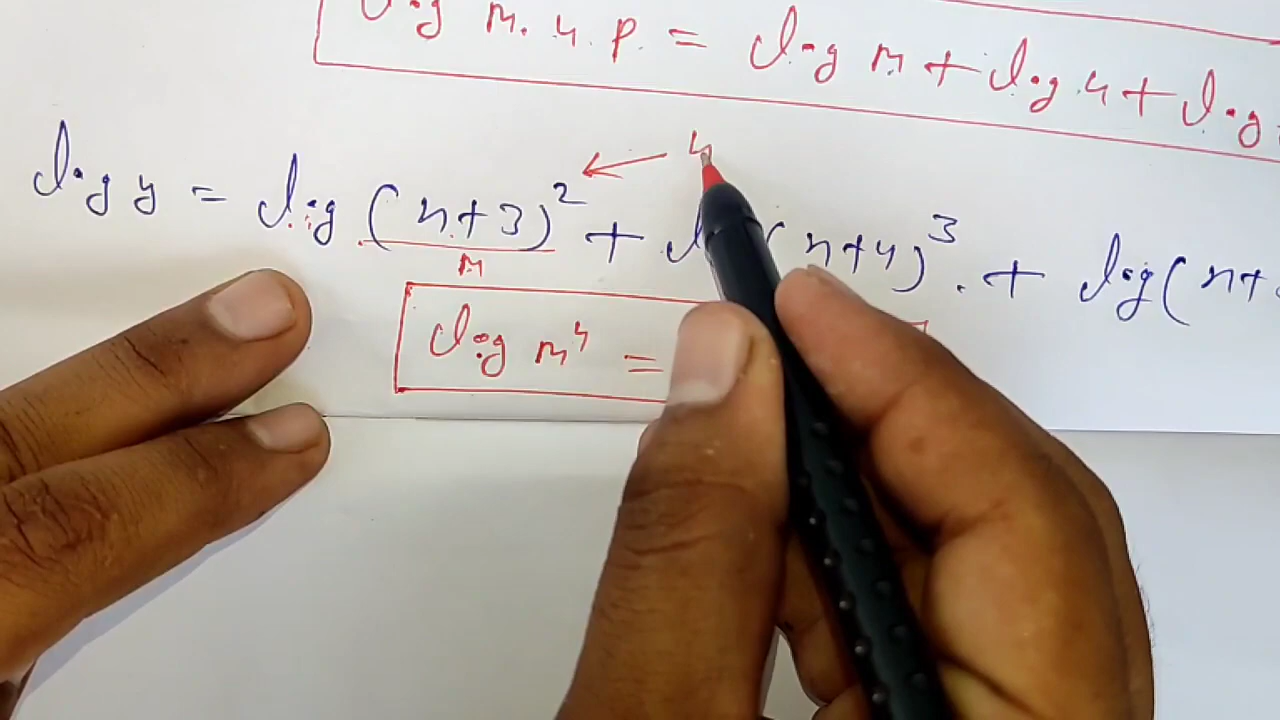 log m. n. p. = log m + log n + log
log y = log (x+3)² + (x+4)³. + log(x+
m n
log mⁿ =